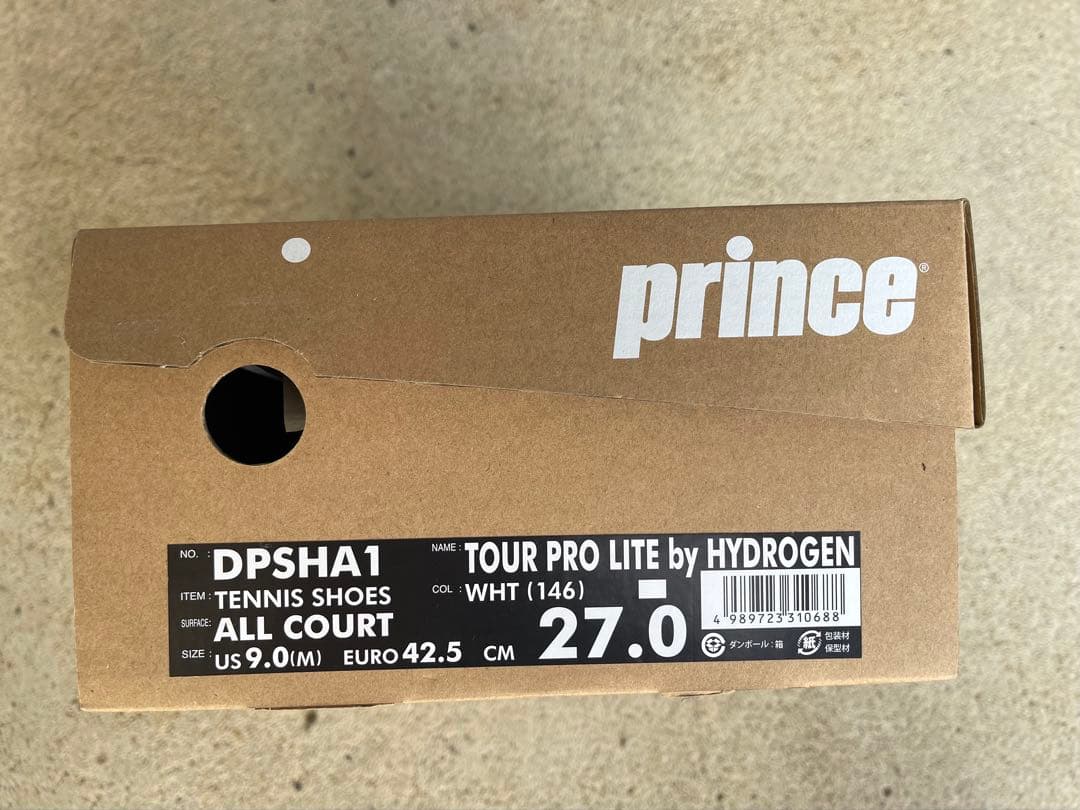 prince®
NO. : DPSHA1
NAME : TOUR PRO LITE by HYDROGEN
ITEM : TENNIS SHOES
COL : WHT (146)
SURFACE: ALL COURT
SIZE : US 9.0(M) EURO 42.5 CM 27.0
4 989723 310688
ダンボール : 箱
紙
包装材
保型材